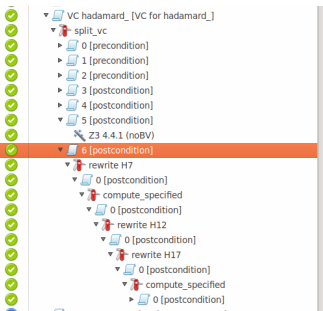 VC hadamard_ [VC for hadamard_]
split_vc
0 [precondition]
1 [precondition]
2 [precondition]
3 [postcondition]
4 [postcondition]
5 [postcondition]
Z3 4.4.1 (noBV)
6 [postcondition]
rewrite H7
0 [postcondition]
compute_specified
0 [postcondition]
rewrite H12
0 [postcondition]
rewrite H17
0 [postcondition]
compute_specified
0 [postcondition]